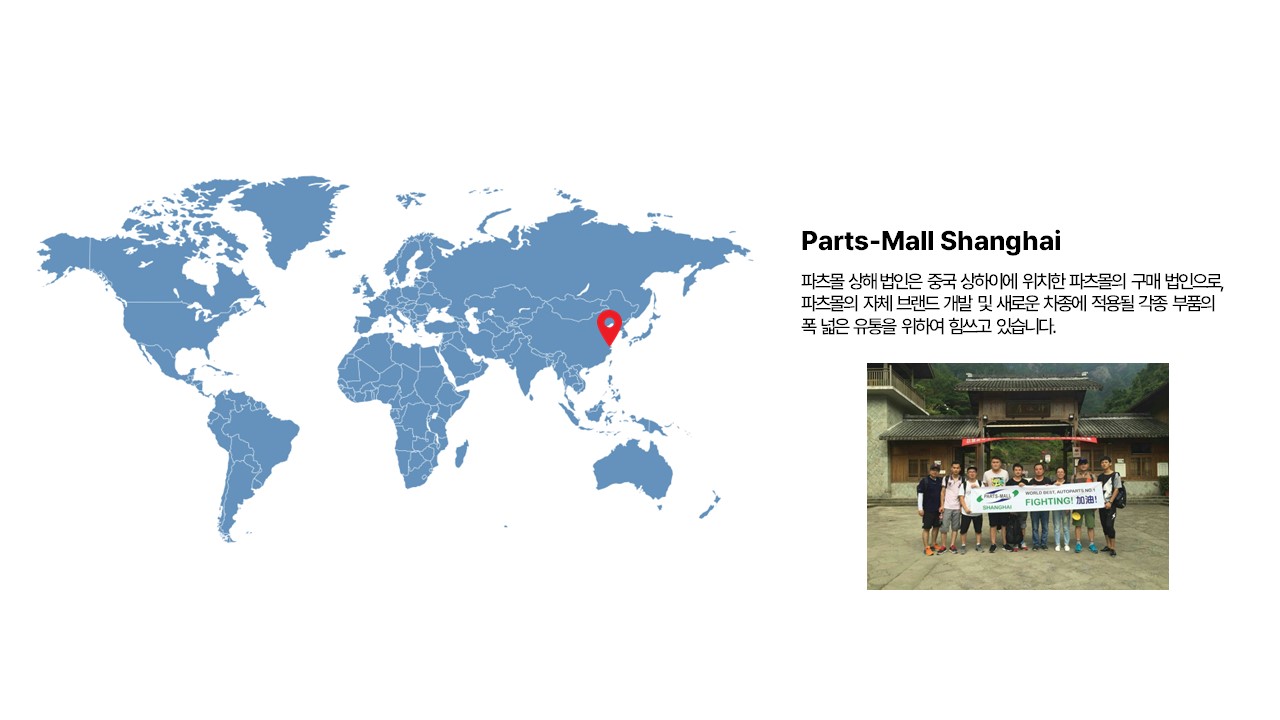 Parts-Mall Shanghai
파츠몰 상해 법인은 중국 상하이에 위치한 파츠몰의 구매 법인으로,
파츠몰의 자체 브랜드 개발 및 새로운 차종에 적용될 각종 부품의
폭 넓은 유통을 위하여 힘쓰고 있습니다.
PARTS-MALL
SHANGHAI
WORLD BEST, AUTOPARTS NO.1
FIGHTING! 加油!